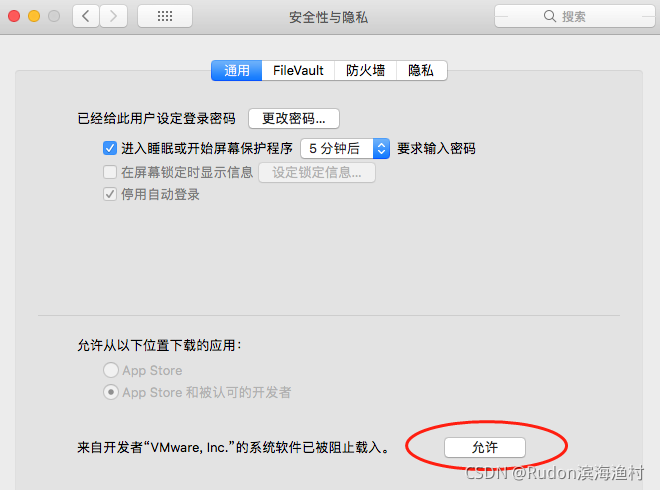 安全性与隐私
搜索
通用 FileVault 防火墙 隐私
已经给此用户设定登录密码 更改密码...
进入睡眠或开始屏幕保护程序 5 分钟后 要求输入密码
在屏幕锁定时显示信息 设定锁定信息...
停用自动登录
允许从以下位置下载的应用:
App Store
App Store 和被认可的开发者
来自开发者“VMware, Inc.”的系统软件已被阻止载入。 允许
CSDN @Rudon滨海渔村